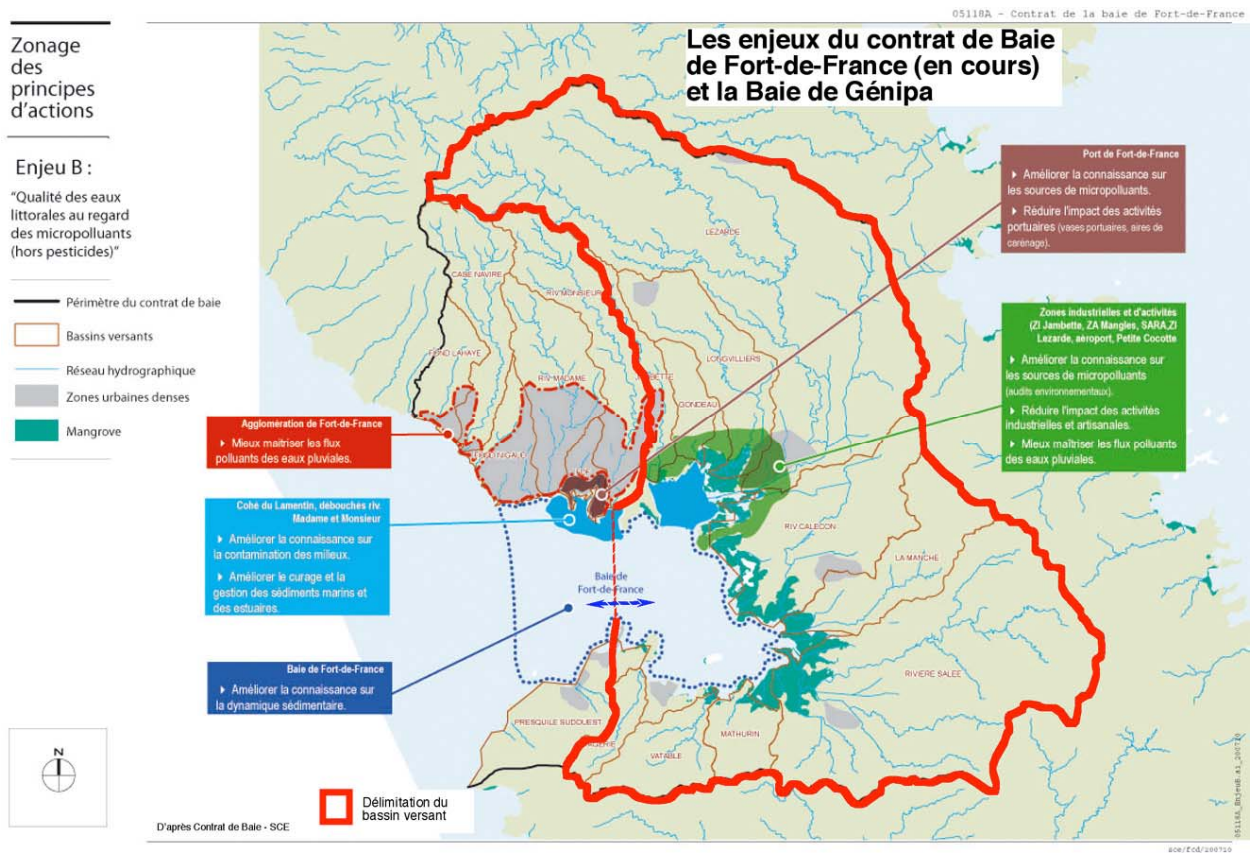 05118A - Contrat de la baie de Fort-de-France
Zonage
des
principes
d'actions
Enjeu B :
"Qualité des eaux
littorales au regard
des micropolluants
(hors pesticides)"
Périmètre du contrat de baie
Bassins versants
Réseau hydrographique
Zones urbaines denses
Mangrove
Les enjeux du contrat de Baie
de Fort-de-France (en cours)
et la Baie de Génipa
Port de Fort-de-France
▸ Améliorer la connaissance sur
les sources de micropolluants.
▸ Réduire l'impact des activités
portuaires (vases portuaires, aires de
carénage).
Zones industrielles et d'activités
(ZI Jambette, ZA Mangles, SARA,ZI
Lezarde, aéroport, Petite Cocotte
▸ Améliorer la connaissance sur
les sources de micropolluants
(audits environnementaux).
▸ Réduire l'impact des activités
industrielles et artisanales.
▸ Mieux maîtriser les flux polluants
des eaux pluviales.
Agglomération de Fort-de-France
▸ Mieux maitriser les flux
polluants des eaux pluviales.
Cohé du Lamentin, débouchés riv.
Madame et Monsieur
▸ Améliorer la connaissance sur
la contamination des milieux.
▸ Améliorer le curage et la
gestion des sédiments marins et
des estuaires.
Baie de Fort-de-France
▸ Améliorer la connaissance sur
la dynamique sédimentaire.
LEZARDE
CASE NAVIRE
RIV MONSIEUR
FOND LAHAYE
RIV MADAME
LONGVILLIERS
GONDEAU
RIV CALECON
LA MANCHE
Baie de
Fort-de-France
RIVIERE SALEE
PRESQUILE SUDOUEST
MATHURIN
VATABLE
N
Délimitation du
bassin versant
D'après Contrat de Baie - SCE
05118A_EnjeuB.ai_200710
sce/fcd/200710